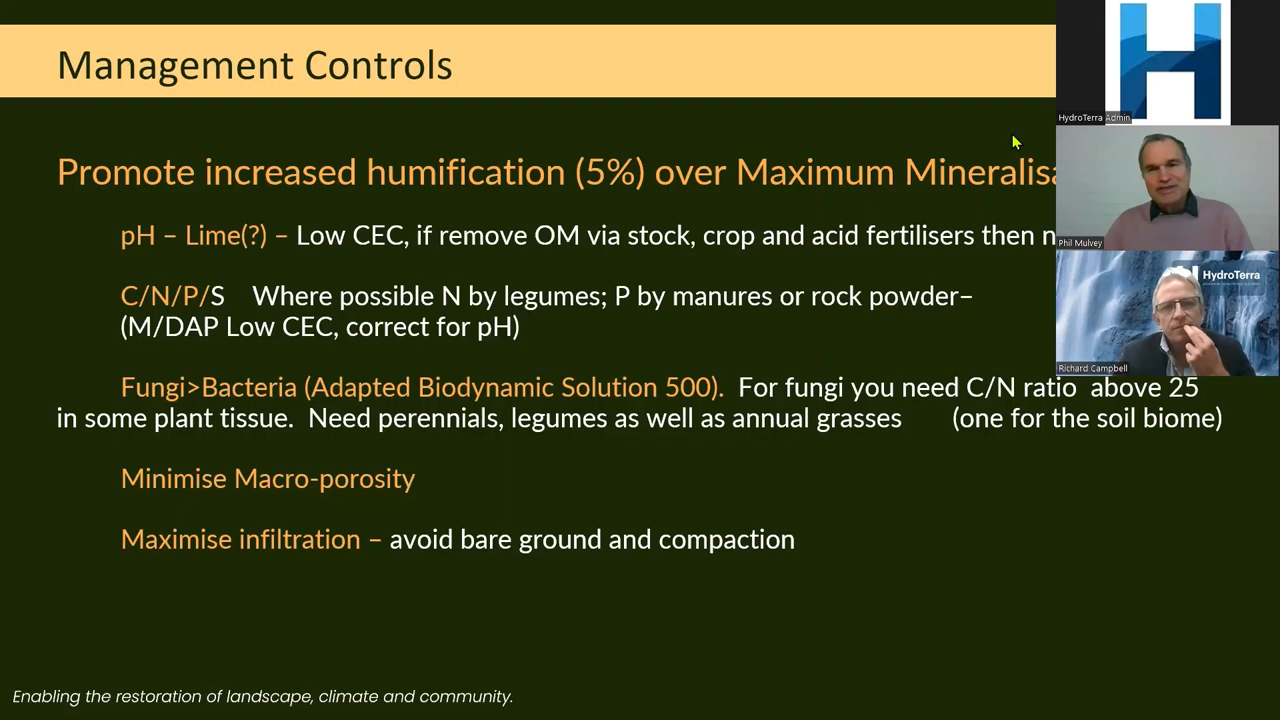 Management Controls
Promote increased humification (5%) over Maximum Mineralisa
pH – Lime(?) – Low CEC, if remove OM via stock, crop and acid fertilisers then n
C/N/P/S Where possible N by legumes; P by manures or rock powder–
(M/DAP Low CEC, correct for pH)
Fungi>Bacteria (Adapted Biodynamic Solution 500). For fungi you need C/N ratio above 25
in some plant tissue. Need perennials, legumes as well as annual grasses (one for the soil biome)
Minimise Macro-porosity
Maximise infiltration – avoid bare ground and compaction
Enabling the restoration of landscape, climate and community.
H
HydroTerra Admin
Phil Mulvey
HydroTerra
Richard Campbell